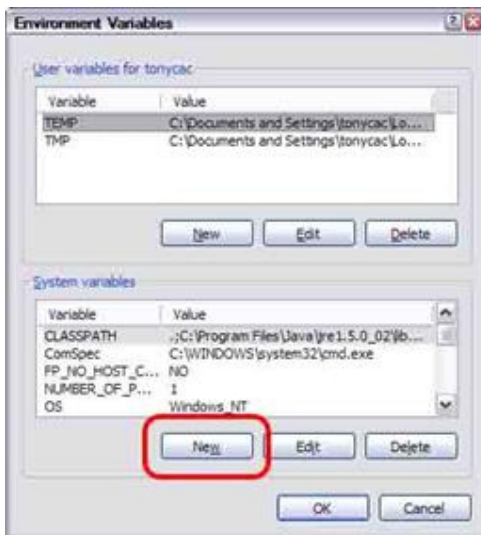 Environment Variables
User variables for tonycac
Variable Value
TEMP C:\Documents and Settings\tonycac\Lo...
TMP C:\Documents and Settings\tonycac\Lo...
New Edit Delete
System variables
Variable Value
CLASSPATH .;C:\Program Files\Java\jre1.5.0_02\lib...
ComSpec C:\WINDOWS\system32\cmd.exe
FP_NO_HOST_C... NO
NUMBER_OF_P... 1
OS Windows_NT
New Edit Delete
OK Cancel